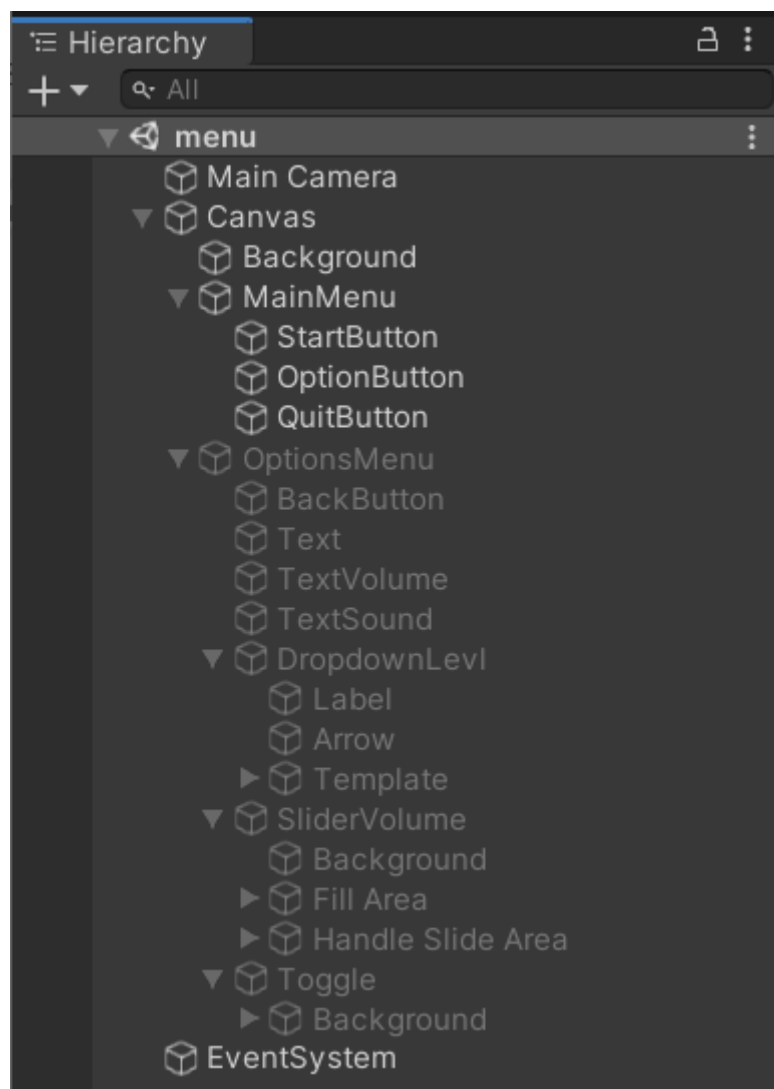 Hierarchy
All
menu
Main Camera
Canvas
Background
MainMenu
StartButton
OptionButton
QuitButton
OptionsMenu
BackButton
Text
TextVolume
TextSound
DropdownLevl
Label
Arrow
Template
SliderVolume
Background
Fill Area
Handle Slide Area
Toggle
Background
EventSystem